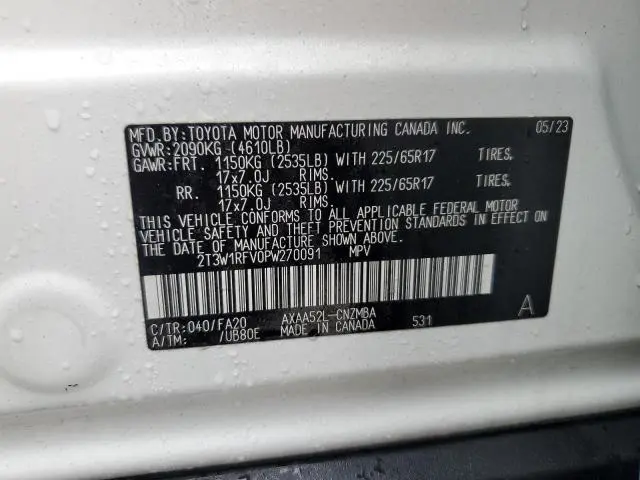 MFD.BY:TOYOTA MOTOR MANUFACTURING CANADA INC. 05/23
GVWR:2090KG (4610LB)
GAWR:FRT. 1150KG (2535LB) WITH 225/65R17 TIRES.
17x7.0J RIMS.
RR. 1150KG (2535LB) WITH 225/65R17 TIRES.
17x7.0J RIMS.
THIS VEHICLE CONFORMS TO ALL APPLICABLE FEDERAL MOTOR
VEHICLE SAFETY AND THEFT PREVENTION STANDARDS IN EFFECT ON
THE DATE OF MANUFACTURE SHOWN ABOVE.
2T3W1RFV0PW270091 MPV
C/TR:040/FA20 AXAA52L-CNZMBA 531 A
A/TM: /UB80E MADE IN CANADA